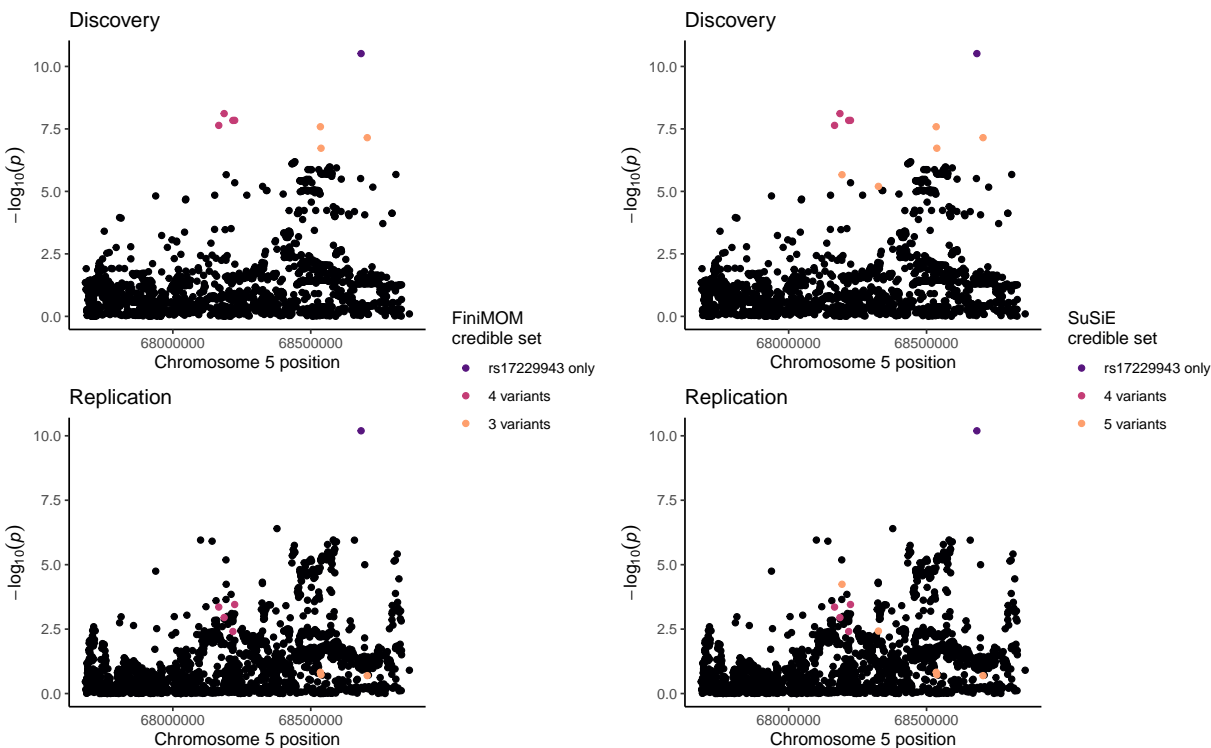 Discovery
10.0
7.5
5.0
2.5
0.0
−log10(p)
68000000 68500000
Chromosome 5 position
FiniMOM
credible set
rs17229943 only
4 variants
3 variants
Replication
10.0
7.5
5.0
2.5
0.0
−log10(p)
68000000 68500000
Chromosome 5 position
Discovery
10.0
7.5
5.0
2.5
0.0
−log10(p)
68000000 68500000
Chromosome 5 position
SuSiE
credible set
rs17229943 only
4 variants
5 variants
Replication
10.0
7.5
5.0
2.5
0.0
−log10(p)
68000000 68500000
Chromosome 5 position